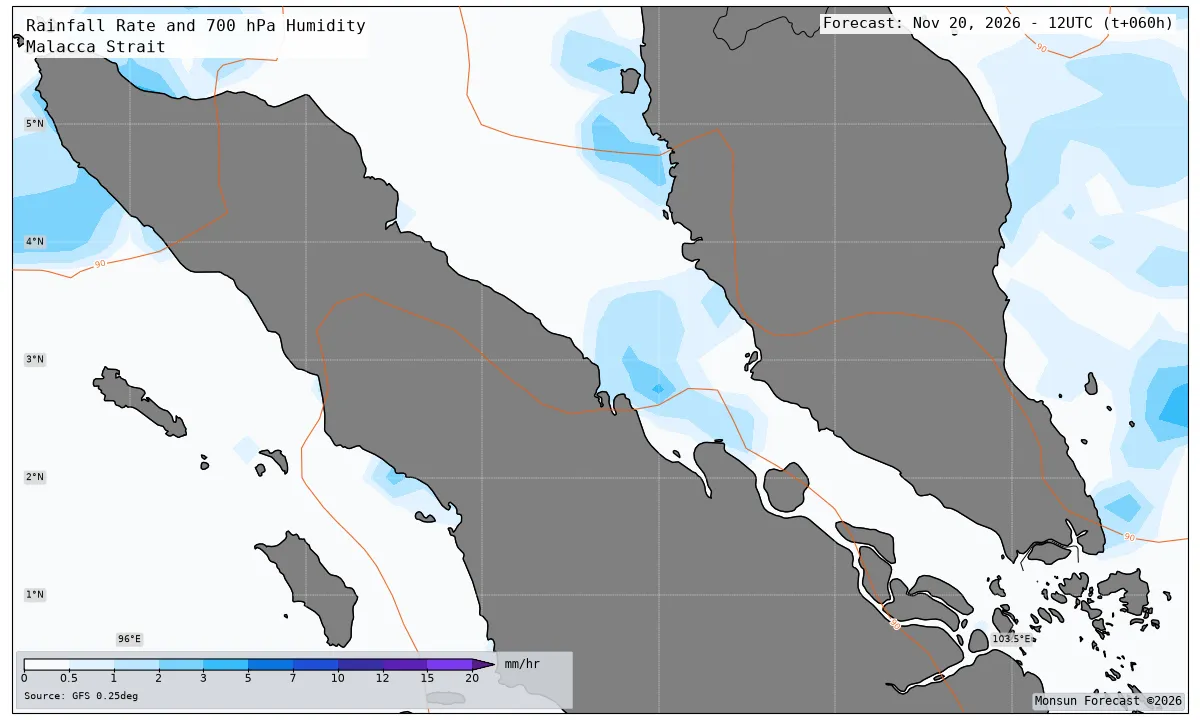 Rainfall Rate and 700 hPa Humidity
Malacca Strait
Forecast: Nov 20, 2026 - 12UTC (t+060h)
90
5°N
4°N
90
3°N
2°N
90
1°N
90
96°E
103.5°E
0 0.5 1 2 3 5 7 10 12 15 20 mm/hr
Source: GFS 0.25deg
Monsun Forecast ©2026